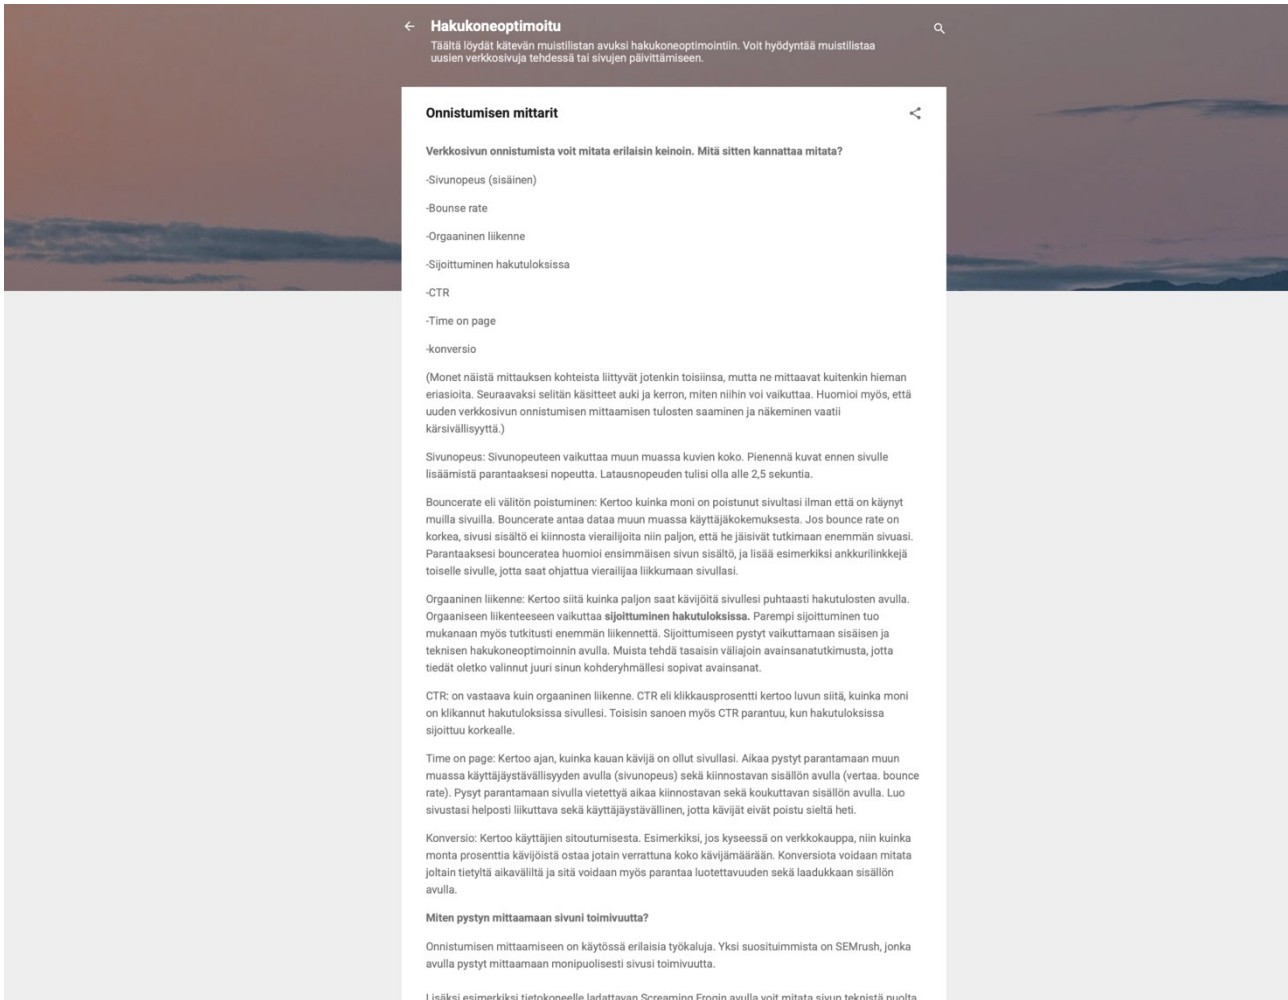 Hakukoneoptimoitu
Täältä löydät kätevän muistilistan avuksi hakukoneoptimointiin. Voit hyödyntää muistilistaa
uusien verkkosivuja tehdessä tai sivujen päivittämiseen.
Onnistumisen mittarit
Verkkosivun onnistumista voit mitata erilaisin keinoin. Mitä sitten kannattaa mitata?
-Sivunopeus (sisäinen)
-Bounse rate
-Orgaaninen liikenne
-Sijoittuminen hakutuloksissa
-CTR
-Time on page
-konversio
(Monet näistä mittauksen kohteista liittyvät jotenkin toisiinsa, mutta ne mittaavat kuitenkin hieman
eriasioita. Seuraavaksi selitän käsitteet auki ja kerron, miten niihin voi vaikuttaa. Huomioi myös, että
uuden verkkosivun onnistumisen mittaamisen tulosten saaminen ja näkeminen vaatii
kärsivällisyyttä.)
Sivunopeus: Sivunopeuteen vaikuttaa muun muassa kuvien koko. Pienennä kuvat ennen sivulle
lisäämistä parantaaksesi nopeutta. Latausnopeuden tulisi olla alle 2,5 sekuntia.
Bouncerate eli välitön poistuminen: Kertoo kuinka moni on poistunut sivultasi ilman että on käynyt
muilla sivuilla. Bouncerate antaa dataa muun muassa käyttäjäkokemuksesta. Jos bounce rate on
korkea, sivusi sisältö ei kiinnosta vierailijoita niin paljon, että he jäisivät tutkimaan enemmän sivuasi.
Parantaaksesi bounceratea huomioi ensimmäisen sivun sisältö, ja lisää esimerkiksi ankkurilinkkejä
toiselle sivulle, jotta saat ohjattua vierailijaa liikkumaan sivullasi.
Orgaaninen liikenne: Kertoo siitä kuinka paljon saat kävijöitä sivullesi puhtaasti hakutulosten avulla.
Orgaaniseen liikenteeseen vaikuttaa sijoittuminen hakutuloksissa. Parempi sijoittuminen tuo
mukanaan myös tutkitusti enemmän liikennettä. Sijoittumiseen pystyt vaikuttamaan sisäisen ja
teknisen hakukoneoptimoinnin avulla. Muista tehdä tasaisin väliajoin avainsanatutkimusta, jotta
tiedät oletko valinnut juuri sinun kohderyhmällesi sopivat avainsanat.
CTR: on vastaava kuin orgaaninen liikenne. CTR eli klikkausprosentti kertoo luvun siitä, kuinka moni
on klikannut hakutuloksissa sivullesi. Toisisin sanoen myös CTR parantuu, kun hakutuloksissa
sijoittuu korkealle.
Time on page: Kertoo ajan, kuinka kauan kävijä on ollut sivullasi. Aikaa pystyt parantamaan muun
muassa käyttäjäystävällisyyden avulla (sivunopeus) sekä kiinnostavan sisällön avulla (vertaa. bounce
rate). Pysyt parantamaan sivulla vietettyä aikaa kiinnostavan sekä koukuttavan sisällön avulla. Luo
sivustasi helposti liikuttava sekä käyttäjäystävällinen, jotta kävijät eivät poistu sieltä heti.
Konversio: Kertoo käyttäjien sitoutumisesta. Esimerkiksi, jos kyseessä on verkkokauppa, niin kuinka
monta prosenttia kävijöistä ostaa jotain verrattuna koko kävijämäärään. Konversiota voidaan mitata
joltain tietyltä aikaväliltä ja sitä voidaan myös parantaa luotettavuuden sekä laadukkaan sisällön
avulla.
Miten pystyn mittaamaan sivuni toimivuutta?
Onnistumisen mittaamiseen on käytössä erilaisia työkaluja. Yksi suosituimmista on SEMrush, jonka
avulla pystyt mittaamaan monipuolisesti sivusi toimivuutta.
Lisäksi esimerkiksi tietokoneelle ladattavan Screaming Frogin avulla voit mitata sivun teknistä puolta